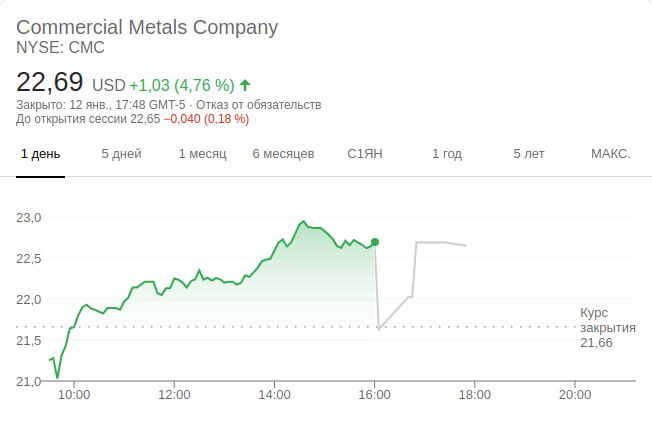 Commercial Metals Company
NYSE: CMC
22,69 USD +1,03 (4,76 %)
Закрыто: 12 янв., 17:48 GMT-5 · Отказ от обязательств
До открытия сессии 22,65 −0,040 (0,18 %)
1 день 5 дней 1 месяц 6 месяцев С1ЯН 1 год 5 лет МАКС.
23,0
22,5
22,0
21,5
21,0
Курс
закрытия
21,66
10:00 12:00 14:00 16:00 18:00 20:00